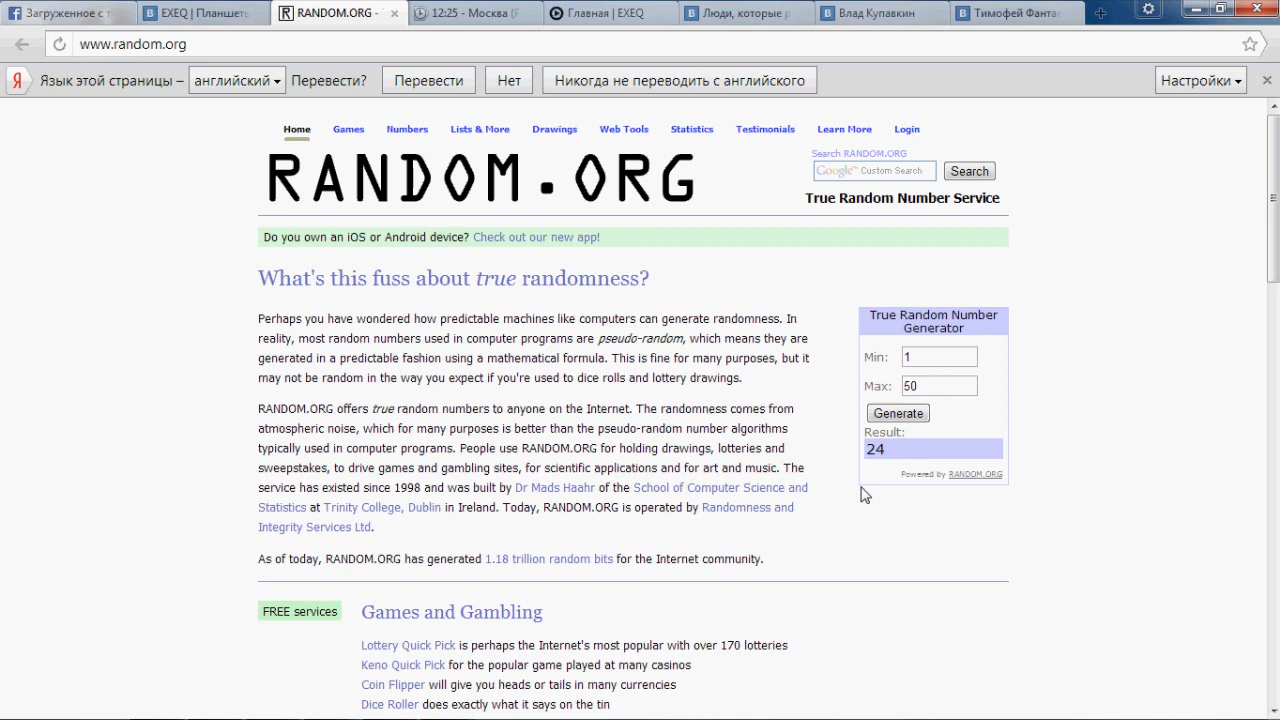 Загруженное с т
EXEQ | Планшеть
RANDOM.ORG -
12:25 - Москва (Р
Главная | EXEQ
Люди, которые р
Влад Купавкин
Тимофей Фантас
www.random.org
Я Язык этой страницы – английский Перевести? Перевести Нет Никогда не переводить с английского Настройки
Home Games Numbers Lists & More Drawings Web Tools Statistics Testimonials Learn More Login
RANDOM.ORG
Search RANDOM.ORG
Google™ Custom Search Search
True Random Number Service
Do you own an iOS or Android device? Check out our new app!
What's this fuss about true randomness?
Perhaps you have wondered how predictable machines like computers can generate randomness. In
reality, most random numbers used in computer programs are pseudo-random, which means they are
generated in a predictable fashion using a mathematical formula. This is fine for many purposes, but it
may not be random in the way you expect if you're used to dice rolls and lottery drawings.
RANDOM.ORG offers true random numbers to anyone on the Internet. The randomness comes from
atmospheric noise, which for many purposes is better than the pseudo-random number algorithms
typically used in computer programs. People use RANDOM.ORG for holding drawings, lotteries and
sweepstakes, to drive games and gambling sites, for scientific applications and for art and music. The
service has existed since 1998 and was built by Dr Mads Haahr of the School of Computer Science and
Statistics at Trinity College, Dublin in Ireland. Today, RANDOM.ORG is operated by Randomness and
Integrity Services Ltd.
As of today, RANDOM.ORG has generated 1.18 trillion random bits for the Internet community.
True Random Number
Generator
Min: 1
Max: 50
Generate
Result:
24
Powered by RANDOM.ORG
FREE services
Games and Gambling
Lottery Quick Pick is perhaps the Internet's most popular with over 170 lotteries
Keno Quick Pick for the popular game played at many casinos
Coin Flipper will give you heads or tails in many currencies
Dice Roller does exactly what it says on the tin